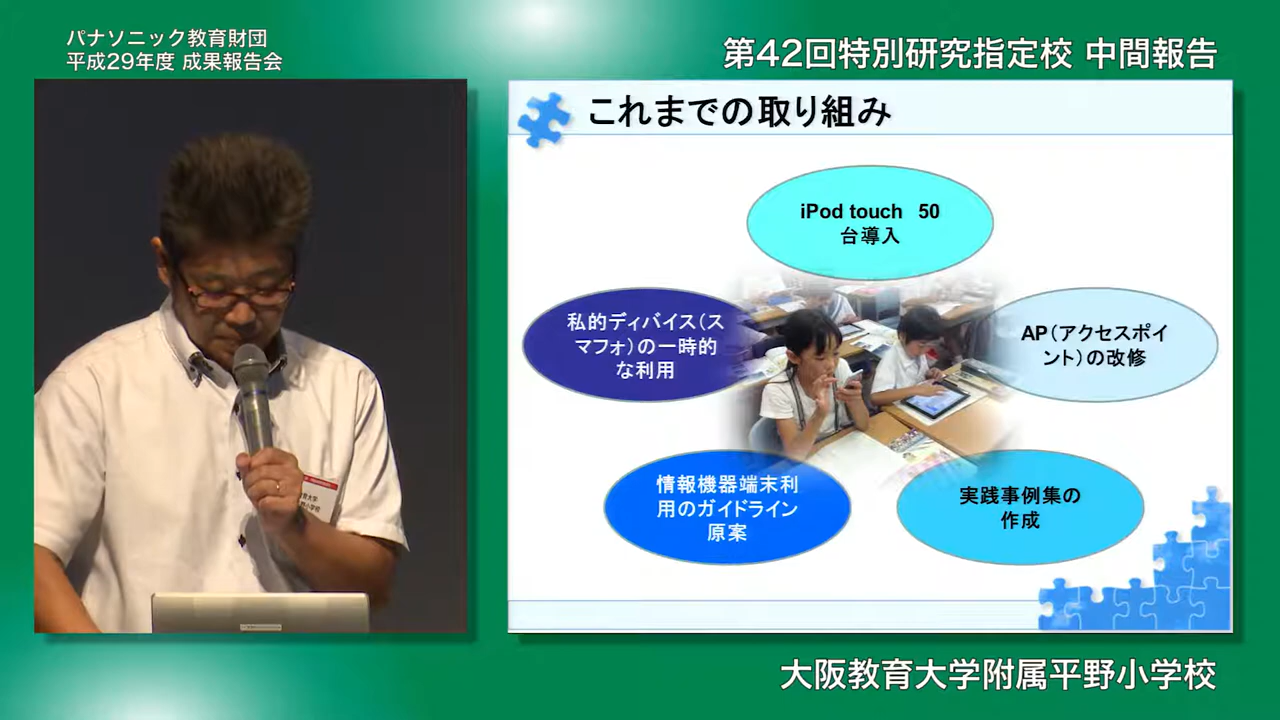 パナソニック教育財団
平成29年度 成果報告会
第42回特別研究指定校 中間報告
これまでの取り組み
iPod touch 50
台導入
私的ディバイス(ス
マフォ)の一時的
な利用
AP(アクセスポイ
ント)の改修
情報機器端末利
用のガイドライン
原案
実践事例集の
作成
大阪教育大学附属平野小学校